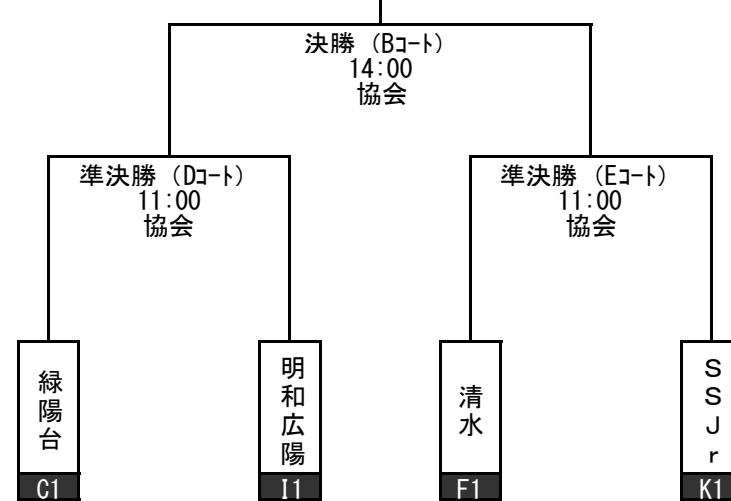 決勝（Bｺｰﾄ）
14:00
協会
準決勝（Dｺｰﾄ）
11:00
協会
準決勝（Eｺｰﾄ）
11:00
協会
緑陽台
C1
明和広陽
I1
清水
F1
ＳＳＪｒ
K1